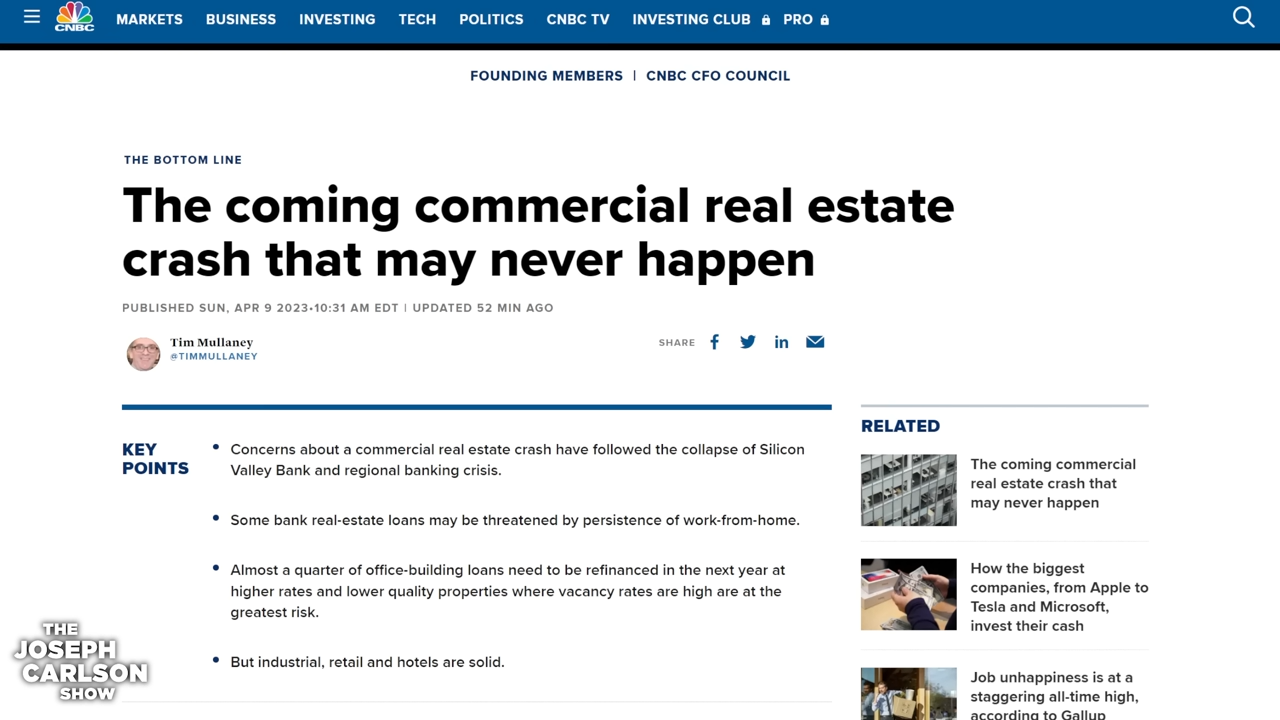 CNBC
MARKETS BUSINESS INVESTING TECH POLITICS CNBC TV INVESTING CLUB PRO
FOUNDING MEMBERS | CNBC CFO COUNCIL
THE BOTTOM LINE
The coming commercial real estate
crash that may never happen
PUBLISHED SUN, APR 9 2023•10:31 AM EDT | UPDATED 52 MIN AGO
Tim Mullaney
@TIMMULLANEY
SHARE
KEY
POINTS
Concerns about a commercial real estate crash have followed the collapse of Silicon
Valley Bank and regional banking crisis.
Some bank real-estate loans may be threatened by persistence of work-from-home.
Almost a quarter of office-building loans need to be refinanced in the next year at
higher rates and lower quality properties where vacancy rates are high are at the
greatest risk.
But industrial, retail and hotels are solid.
RELATED
The coming commercial
real estate crash that
may never happen
How the biggest
companies, from Apple to
Tesla and Microsoft,
invest their cash
Job unhappiness is at a
staggering all-time high,
according to Gallup
THE
JOSEPH
CARLSON
SHOW